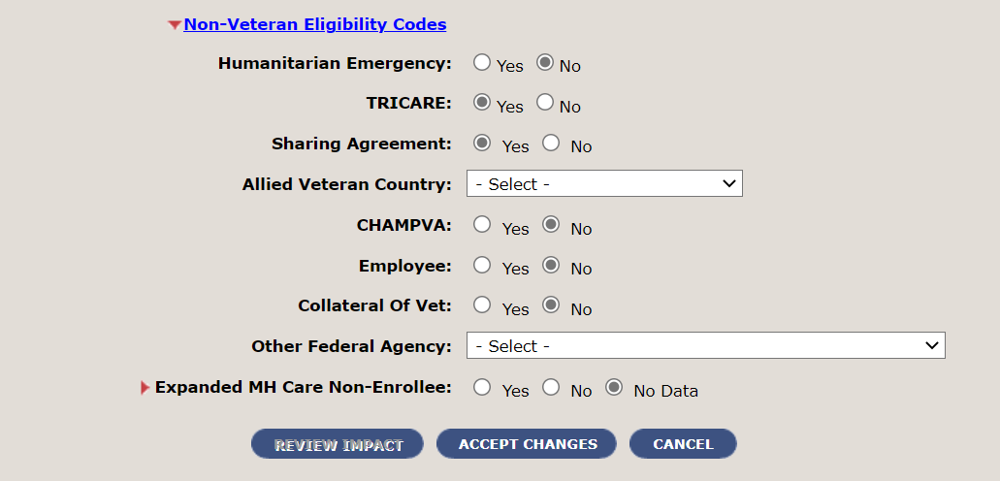 Non-Veteran Eligibility Codes
Humanitarian Emergency: Yes No
TRICARE: Yes No
Sharing Agreement: Yes No
Allied Veteran Country: - Select -
CHAMPVA: Yes No
Employee: Yes No
Collateral Of Vet: Yes No
Other Federal Agency: - Select -
Expanded MH Care Non-Enrollee: Yes No No Data
REVIEW IMPACT ACCEPT CHANGES CANCEL